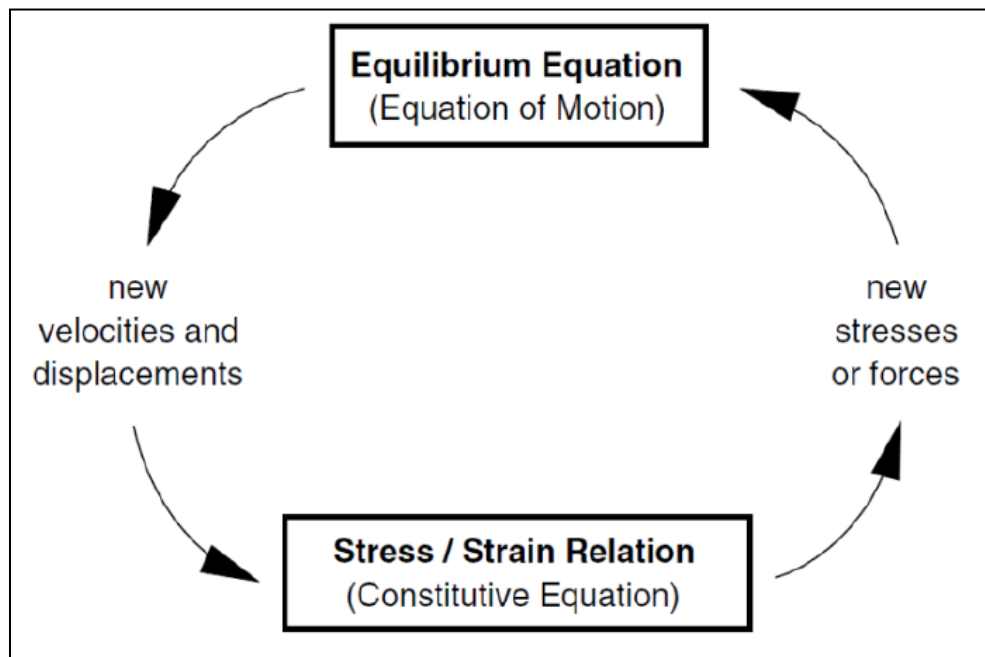 Equilibrium Equation
(Equation of Motion)
new
velocities and
displacements
new
stresses
or forces
Stress / Strain Relation
(Constitutive Equation)